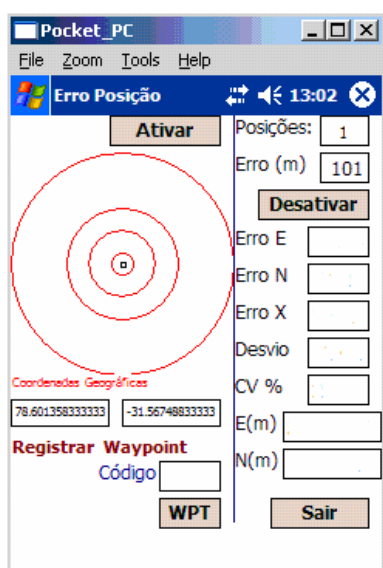 Pocket_PC
File Zoom Tools Help
Erro Posição 13:02
Ativar
Posições: 1
Erro (m) 101
Desativar
Erro E
Erro N
Erro X
Desvio
Coordenadas Geográficas
CV %
78.601358333333 -31.56748833333
E(m)
Registrar Waypoint
N(m)
Código
WPT
Sair